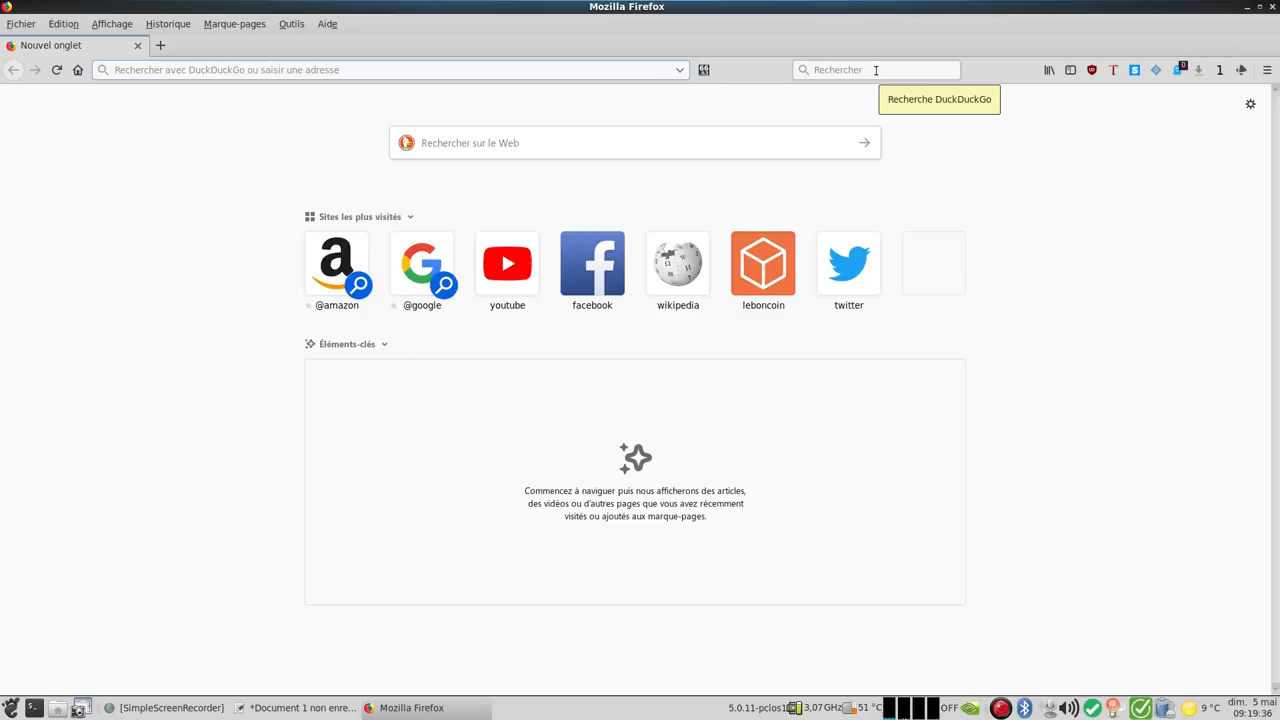 Mozilla Firefox
Fichier Édition Affichage Historique Marque-pages Outils Aide
Nouvel onglet
Rechercher avec DuckDuckGo ou saisir une adresse
Rechercher
0
1
Recherche DuckDuckGo
Rechercher sur le Web
Sites les plus visités
@amazon @google youtube facebook wikipedia leboncoin twitter
Éléments-clés
Commencez à naviguer puis nous afficherons des articles,
des vidéos ou d'autres pages que vous avez récemment
visités ou ajoutés aux marque-pages.
[SimpleScreenRecorder] *Document 1 non enre... Mozilla Firefox 5.0.11-pclos1 3,07 GHz 51 °C OFF 9 °C
dim. 5 mai
09:19:36